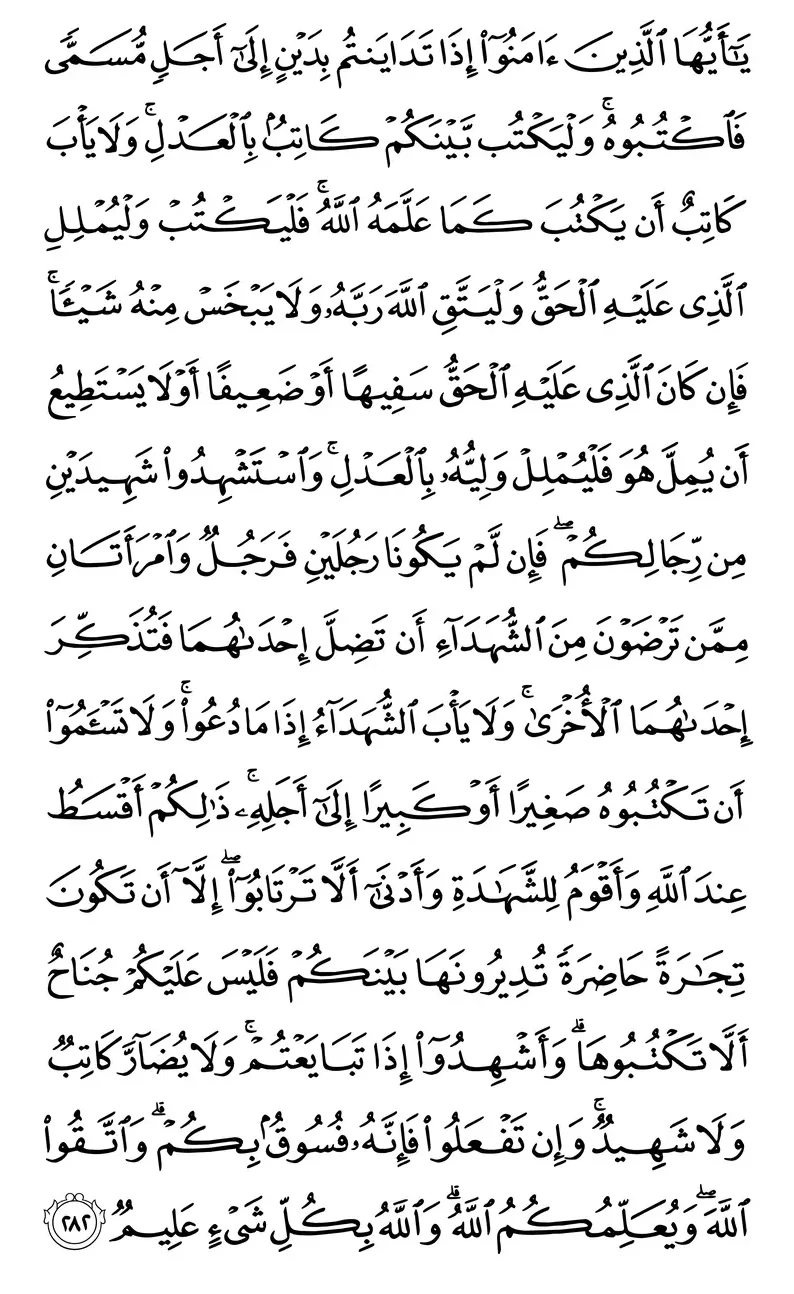 يَـٰٓأَيُّهَا ٱلَّذِينَ ءَامَنُوٓا۟ إِذَا تَدَايَنتُم بِدَيْنٍ إِلَىٰٓ أَجَلٍ مُّسَمًّى
فَٱكْتُبُوهُ ۚ وَلْيَكْتُب بَّيْنَكُمْ كَاتِبٌۢ بِٱلْعَدْلِ ۚ وَلَا يَأْبَ
كَاتِبٌ أَن يَكْتُبَ كَمَا عَلَّمَهُ ٱللَّهُ ۚ فَلْيَكْتُبْ وَلْيُمْلِلِ
ٱلَّذِى عَلَيْهِ ٱلْحَقُّ وَلْيَتَّقِ ٱللَّهَ رَبَّهُۥ وَلَا يَبْخَسْ مِنْهُ شَيْـًٔا ۚ
فَإِن كَانَ ٱلَّذِى عَلَيْهِ ٱلْحَقُّ سَفِيهًا أَوْ ضَعِيفًا أَوْ لَا يَسْتَطِيعُ
أَن يُمِلَّ هُوَ فَلْيُمْلِلْ وَلِيُّهُۥ بِٱلْعَدْلِ ۚ وَٱسْتَشْهِدُوا۟ شَهِيدَيْنِ
مِن رِّجَالِكُمْ ۖ فَإِن لَّمْ يَكُونَا رَجُلَيْنِ فَرَجُلٌ وَٱمْرَأَتَانِ
مِمَّن تَرْضَوْنَ مِنَ ٱلشُّهَدَآءِ أَن تَضِلَّ إِحْدَىٰهُمَا فَتُذَكِّرَ
إِحْدَىٰهُمَا ٱلْأُخْرَىٰ ۚ وَلَا يَأْبَ ٱلشُّهَدَآءُ إِذَا مَا دُعُوا۟ ۚ وَلَا تَسْـَٔمُوٓا۟
أَن تَكْتُبُوهُ صَغِيرًا أَوْ كَبِيرًا إِلَىٰٓ أَجَلِهِۦ ۚ ذَٰلِكُمْ أَقْسَطُ
عِندَ ٱللَّهِ وَأَقْوَمُ لِلشَّهَـٰدَةِ وَأَدْنَىٰٓ أَلَّا تَرْتَابُوٓا۟ ۖ إِلَّآ أَن تَكُونَ
تِجَـٰرَةً حَاضِرَةً تُدِيرُونَهَا بَيْنَكُمْ فَلَيْسَ عَلَيْكُمْ جُنَاحٌ
أَلَّا تَكْتُبُوهَا ۗ وَأَشْهِدُوٓا۟ إِذَا تَبَايَعْتُمْ ۚ وَلَا يُضَآرَّ كَاتِبٌ
وَلَا شَهِيدٌ ۚ وَإِن تَفْعَلُوا۟ فَإِنَّهُۥ فُسُوقٌۢ بِكُمْ ۗ وَٱتَّقُوا۟
ٱللَّهَ ۖ وَيُعَلِّمُكُمُ ٱللَّهُ ۗ وَٱللَّهُ بِكُلِّ شَىْءٍ عَلِيمٌ ٢٨٢